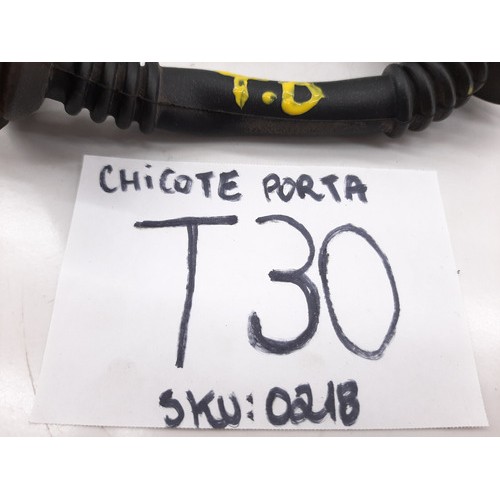 T.D
CHICOTE PORTA
T30
SKU: 0218